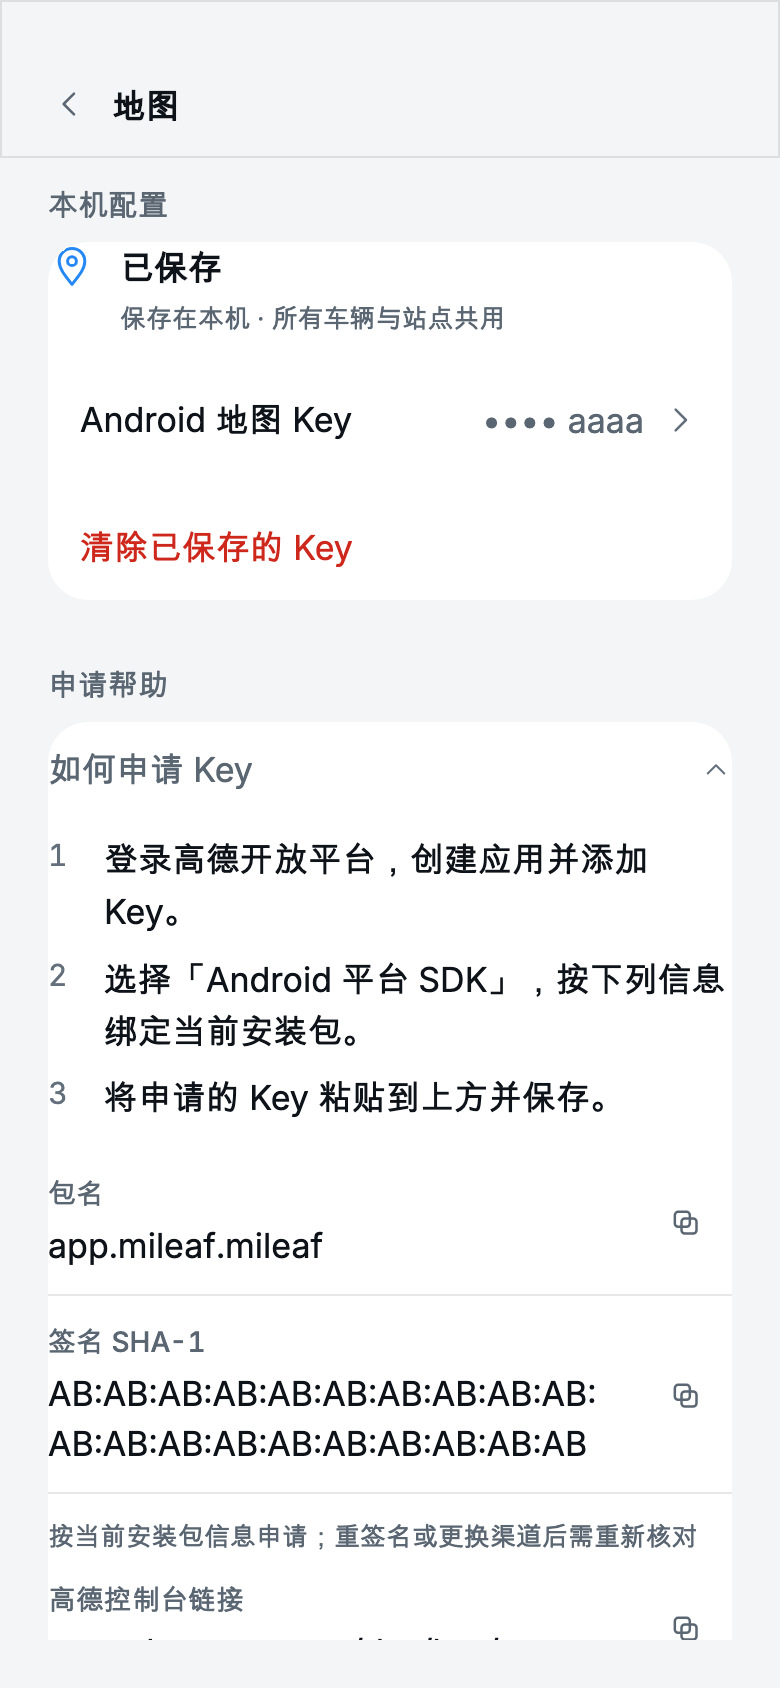 地图
本机配置
已保存
保存在本机 · 所有车辆与站点共用
Android 地图 Key •••• aaaa
清除已保存的 Key
申请帮助
如何申请 Key
1 登录高德开放平台，创建应用并添加
Key。
2 选择「Android 平台 SDK」，按下列信息
绑定当前安装包。
3 将申请的 Key 粘贴到上方并保存。
包名
app.mileaf.mileaf
签名 SHA-1
AB:AB:AB:AB:AB:AB:AB:AB:AB:AB:
AB:AB:AB:AB:AB:AB:AB:AB:AB:AB
按当前安装包信息申请；重签名或更换渠道后需重新核对
高德控制台链接